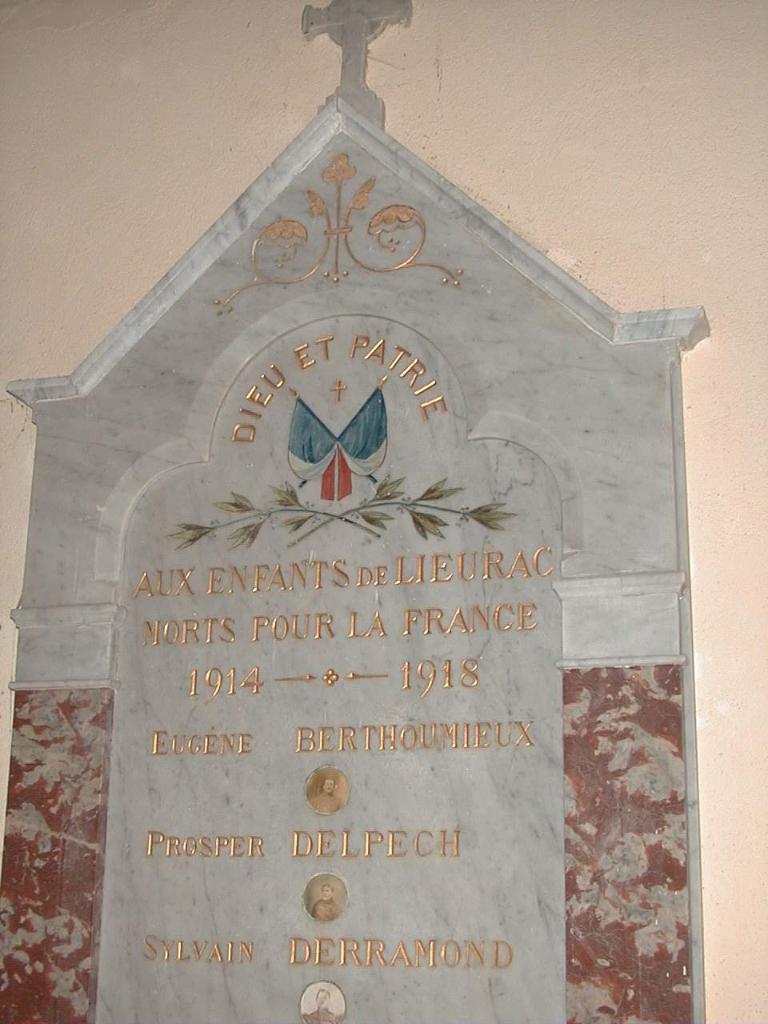 DIEU ET PATRIE
AUX ENFANTS DE LIEURAC
MORTS POUR LA FRANCE
1914 1918
EUGÈNE BERTHOUMIEUX
PROSPER DELPECH
SYLVAIN DERRAMOND